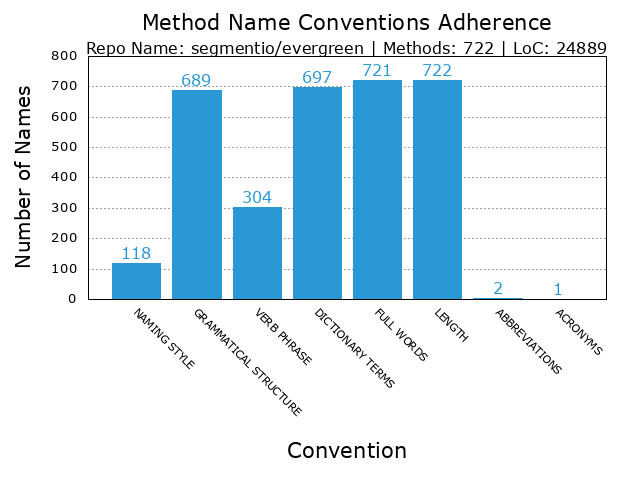 Method Name Conventions Adherence
Repo Name: segmentio/evergreen | Methods: 722 | LoC: 24889
Number of Names
800
700
600
500
400
300
200
100
0
118
689
304
697
721
722
2
1
NAMING STYLE
GRAMMATICAL STRUCTURE
VERB PHRASE
DICTIONARY TERMS
FULL WORDS
LENGTH
ABBREVIATIONS
ACRONYMS
Convention